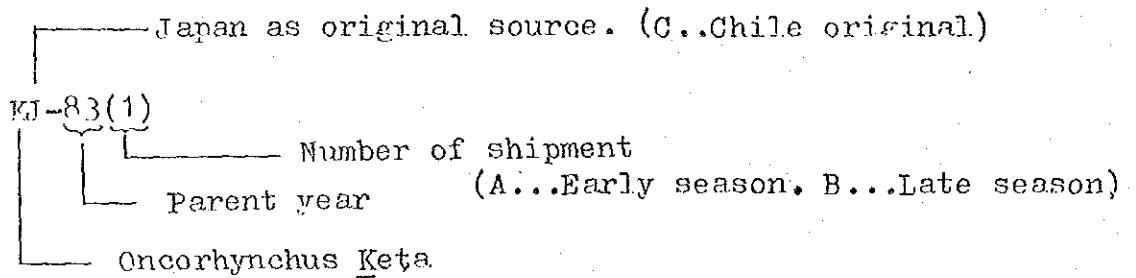 Japan as original source. (C..Chile original)
KJ-83(1)
Number of shipment
(A...Early season. B...Late season)
Parent year
Oncorhynchus Keta